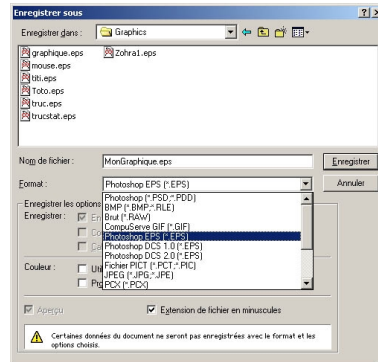 Enregistrer sous
Enregistrer dans :
Graphics
graphique.eps
Zohra1.eps
mouse.eps
titi.eps
Toto.eps
truc.eps
trucstat.eps
Nom de fichier :
MonGraphique.eps
Enregistrer
Format :
Photoshop EPS (*.EPS)
Annuler
Photoshop (*.PSD;*.PDD)
BMP (*.BMP;*.RLE)
Brut (*.RAW)
CompuServe GIF (*.GIF)
Photoshop EPS (*.EPS)
Photoshop DCS 1.0 (*.EPS)
Photoshop DCS 2.0 (*.EPS)
Fichier PICT (*.PCT;*.PIC)
JPEG (*.JPG;*.JPE)
PCX (*.PCX)
Enregistrer les options
Enregistrer :
Couleur :
Aperçu
Extension de fichier en minuscules
Certaines données du document ne seront pas enregistrées avec le format et les
options choisis.